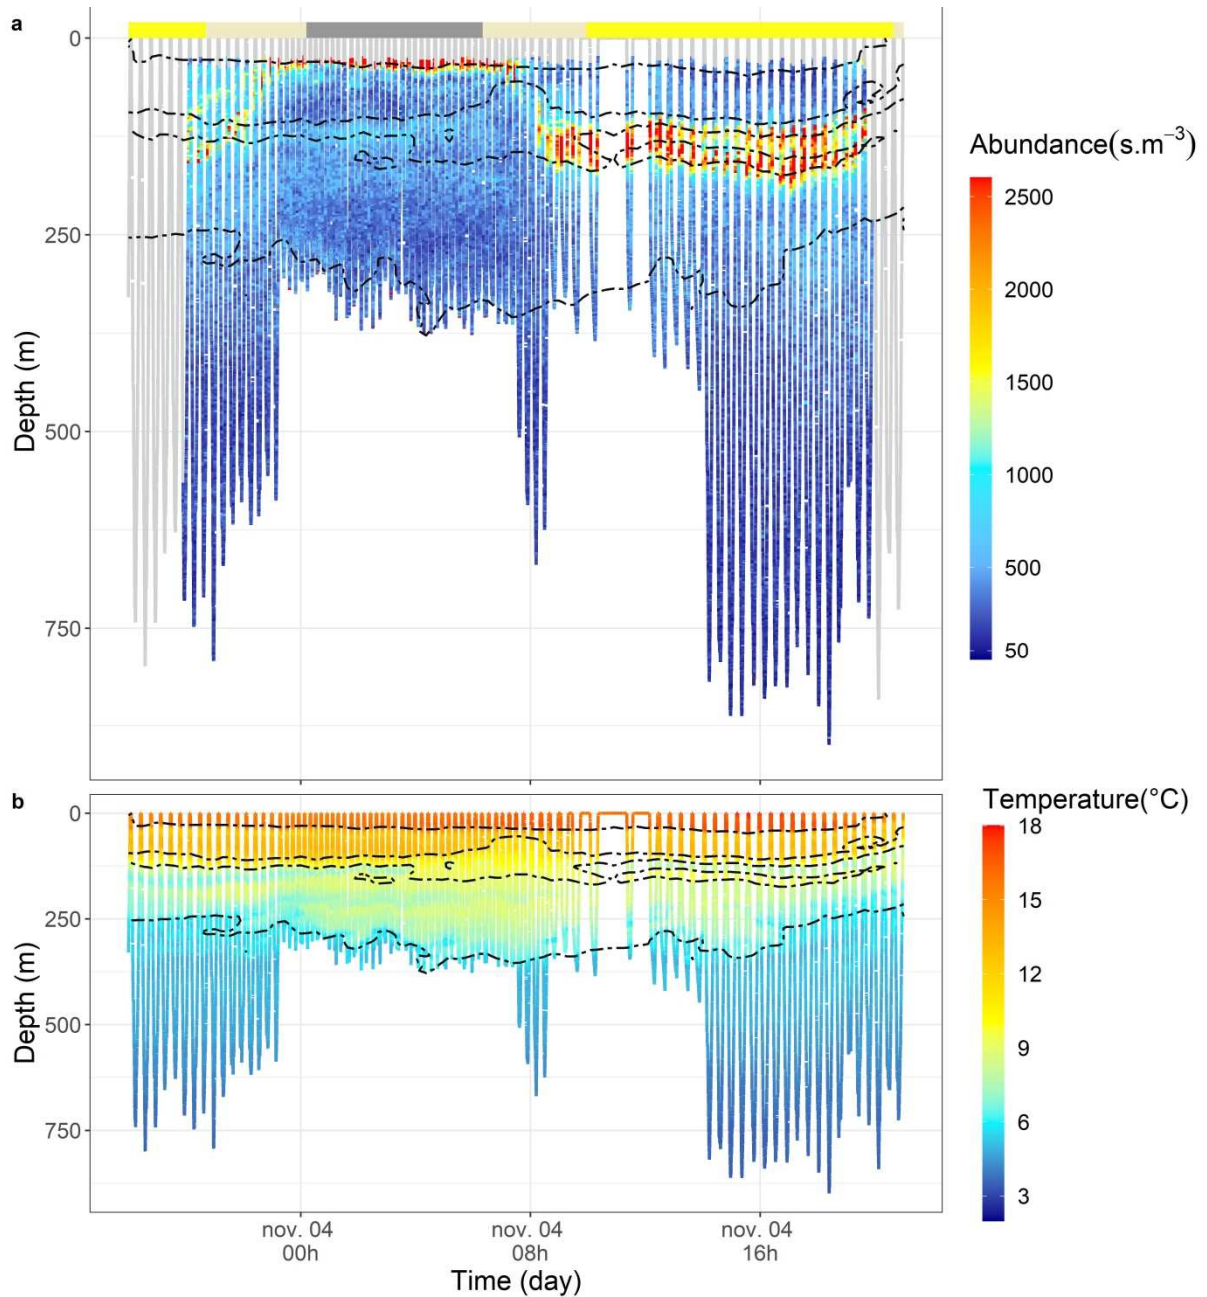 a
0
250
500
750
Depth (m)
Abundance(s.m⁻³)
2500
2000
1500
1000
500
50
b
0
250
500
750
Depth (m)
Temperature(°C)
18
15
12
9
6
3
nov. 04
00h
nov. 04
08h
nov. 04
16h
Time (day)